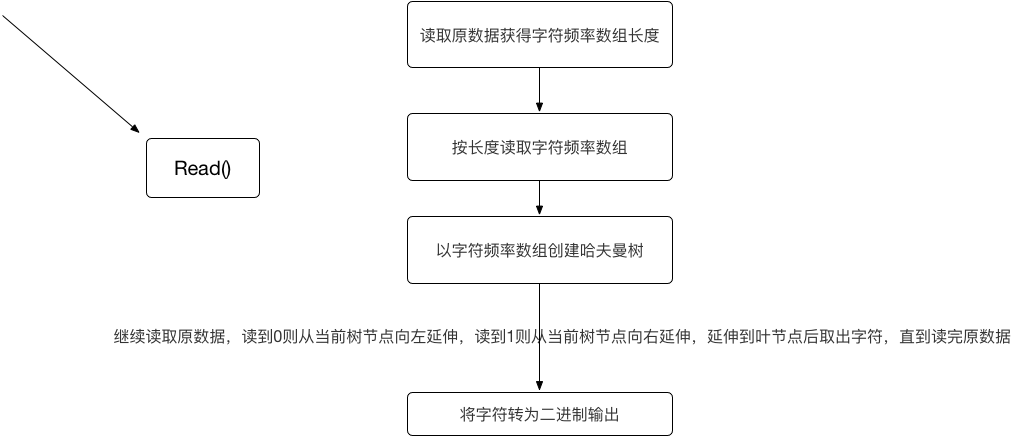 读取原数据获得字符频率数组长度
按长度读取字符频率数组
Read()
以字符频率数组创建哈夫曼树
继续读取原数据，读到0则从当前树节点向左延伸，读到1则从当前树节点向右延伸，延伸到叶节点后取出字符，直到读完原数据
将字符转为二进制输出